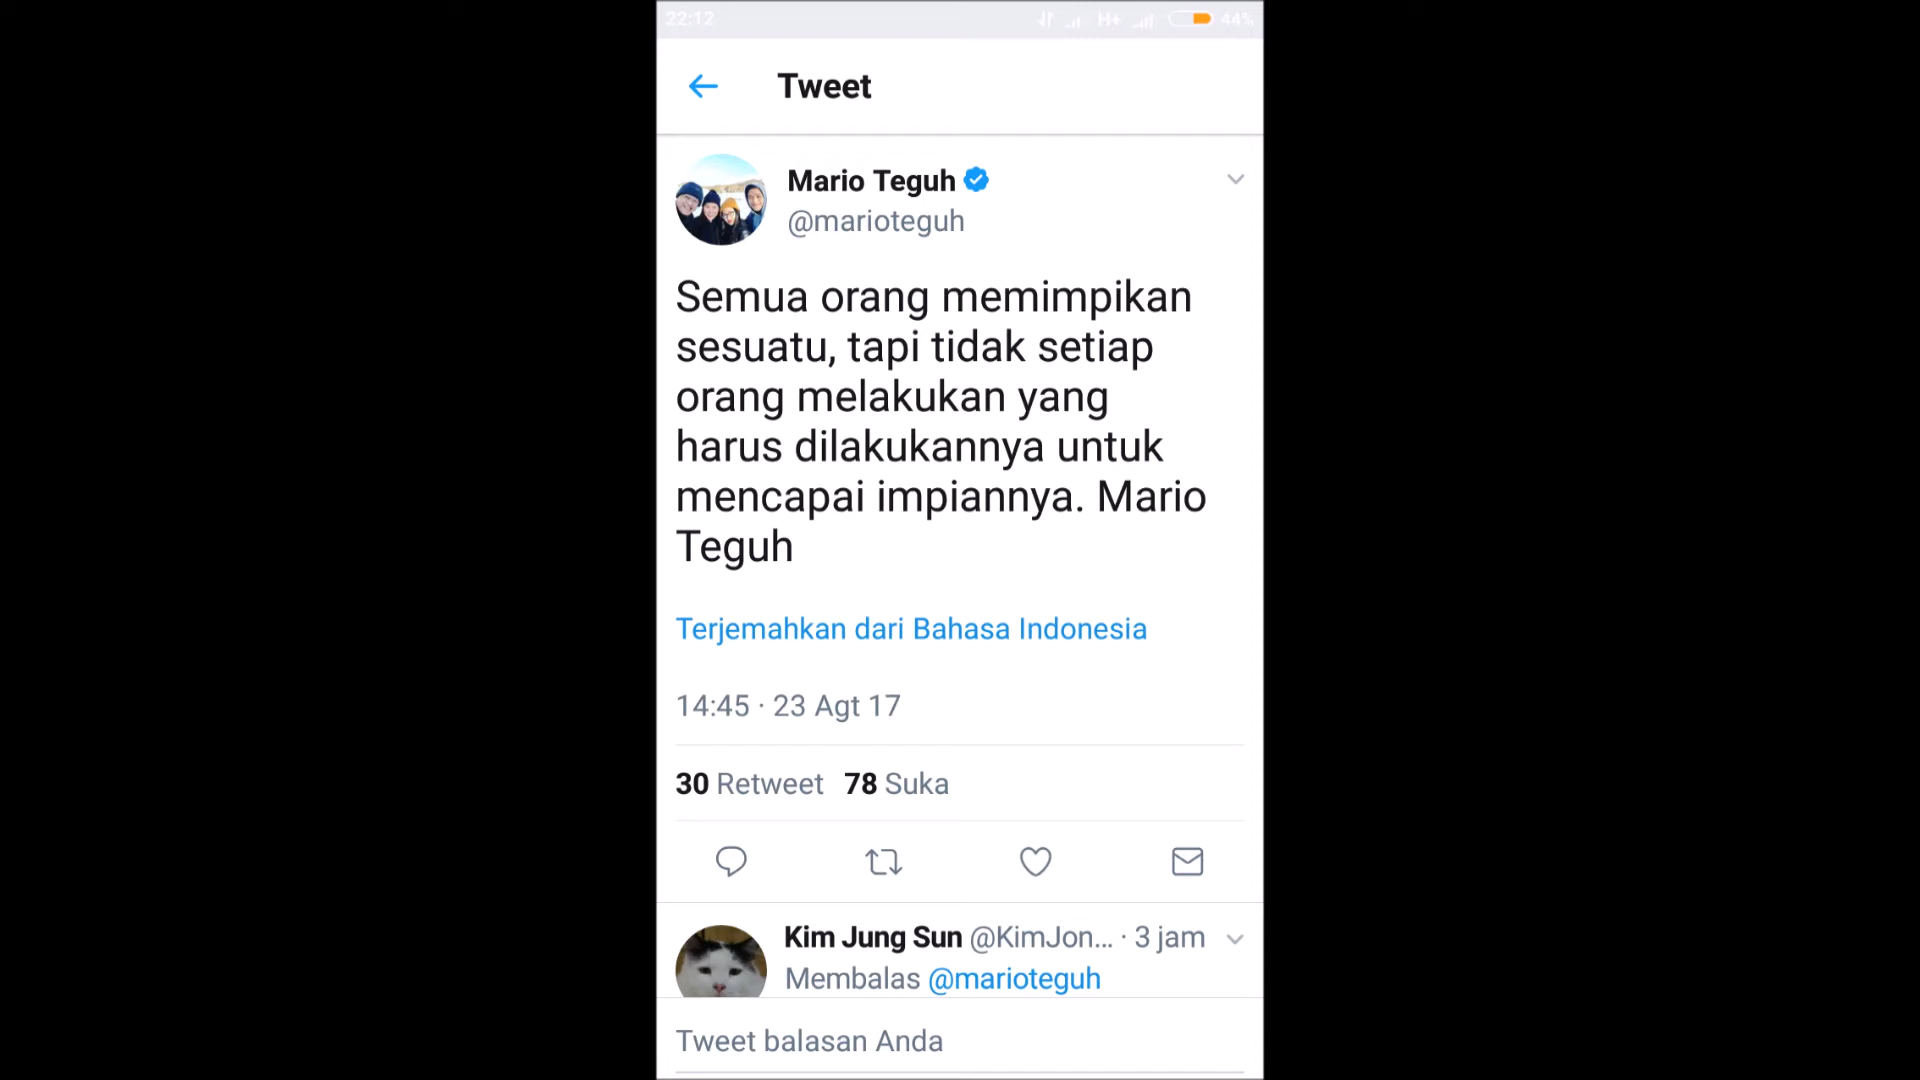 22:12 H+ 44%
Tweet
Mario Teguh
@marioteguh
Semua orang memimpikan
sesuatu, tapi tidak setiap
orang melakukan yang
harus dilakukannya untuk
mencapai impiannya. Mario
Teguh
Terjemahkan dari Bahasa Indonesia
14:45 · 23 Agt 17
30 Retweet 78 Suka
Kim Jung Sun @KimJon... · 3 jam
Membalas @marioteguh
Tweet balasan Anda